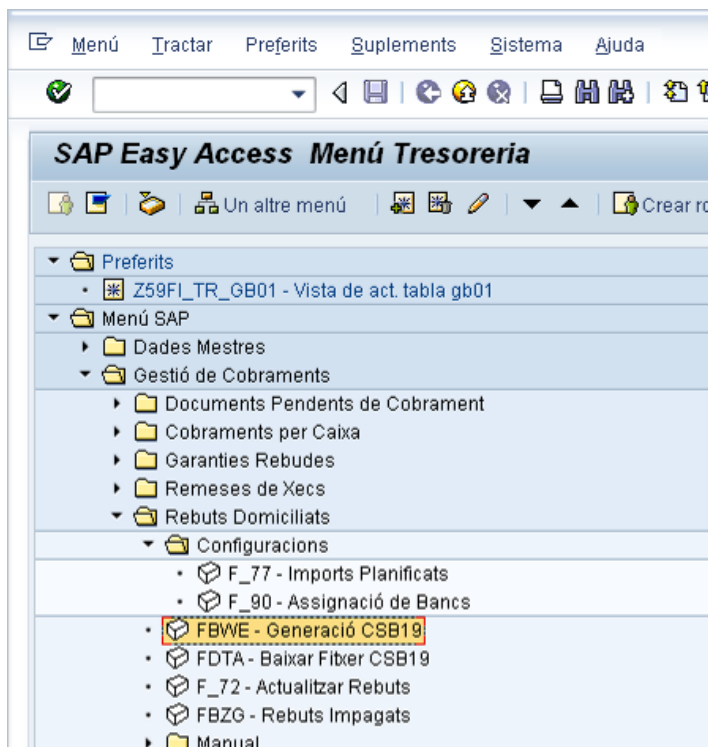 Menú Tractar Preferits Suplements Sistema Ajuda
SAP Easy Access Menú Tresoreria
Un altre menú Crear ro
Preferits
Z59FI_TR_GB01 - Vista de act. tabla gb01
Menú SAP
Dades Mestres
Gestió de Cobraments
Documents Pendents de Cobrament
Cobraments per Caixa
Garanties Rebudes
Remeses de Xecs
Rebuts Domiciliats
Configuracions
F_77 - Imports Planificats
F_90 - Assignació de Bancs
FBWE - Generació CSB19
FDTA - Baixar Fitxer CSB19
F_72 - Actualitzar Rebuts
FBZG - Rebuts Impagats
Manual